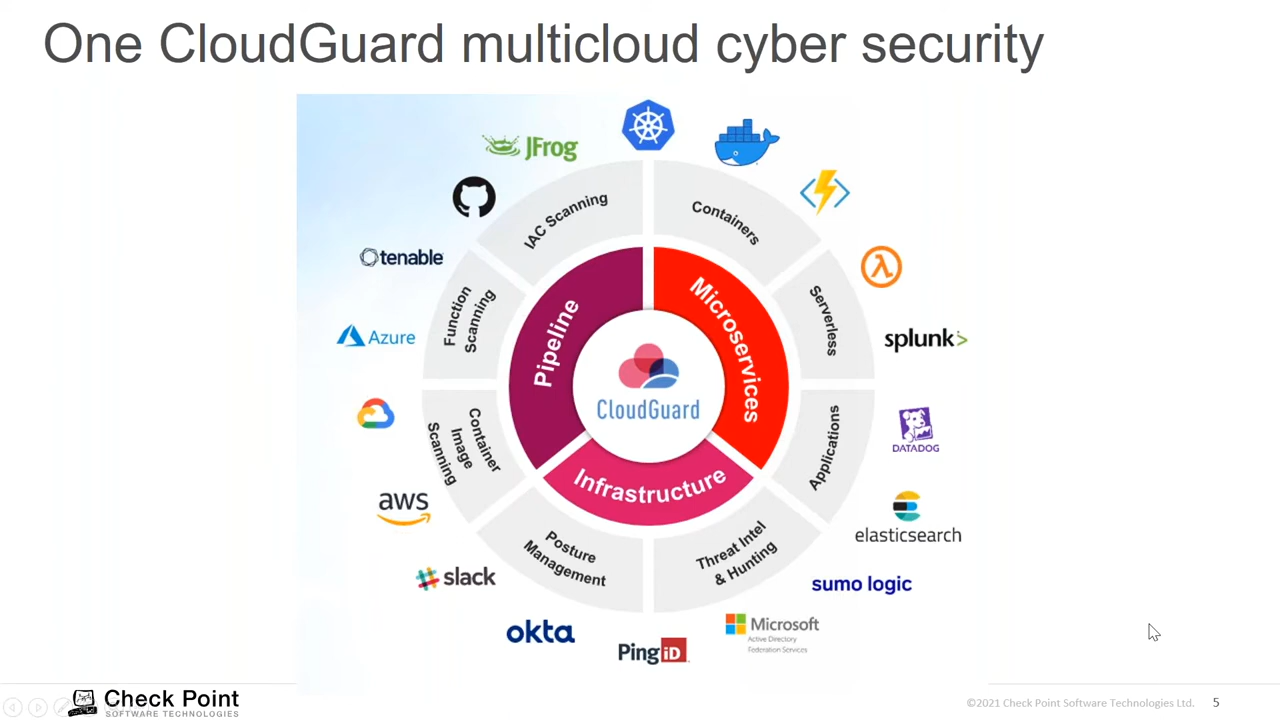 One CloudGuard multicloud cyber security
JFrog
tenable
Azure
aws
slack
okta
Ping iD
Microsoft
Active Directory
Federation Services
sumo logic
elasticsearch
DATADOG
splunk>
IAC Scanning
Containers
Function
Scanning
Serverless
Container
Image
Scanning
Applications
Posture
Management
Threat Intel
& Hunting
Pipeline
Microservices
Infrastructure
CloudGuard
Check Point
SOFTWARE TECHNOLOGIES
©2021 Check Point Software Technologies Ltd.
5